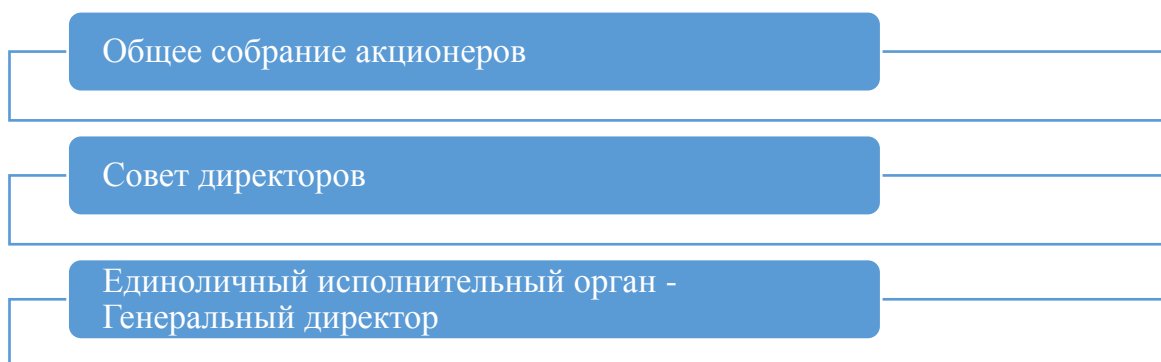 Общее собрание акционеров
Совет директоров
Единоличный исполнительный орган -
Генеральный директор